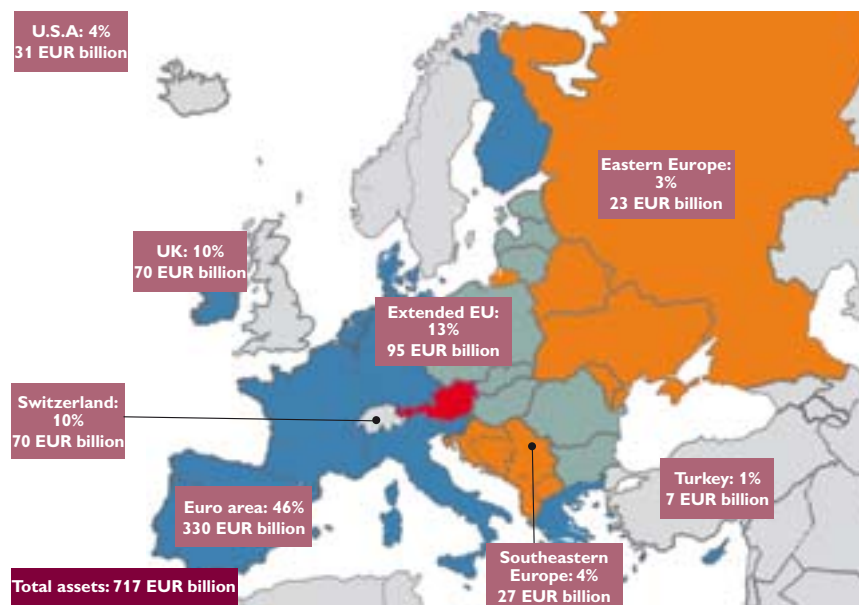 U.S.A: 4%
31 EUR billion
Eastern Europe:
3%
23 EUR billion
UK: 10%
70 EUR billion
Extended EU:
13%
95 EUR billion
Switzerland:
10%
70 EUR billion
Turkey: 1%
7 EUR billion
Euro area: 46%
330 EUR billion
Southeastern
Europe: 4%
27 EUR billion
Total assets: 717 EUR billion